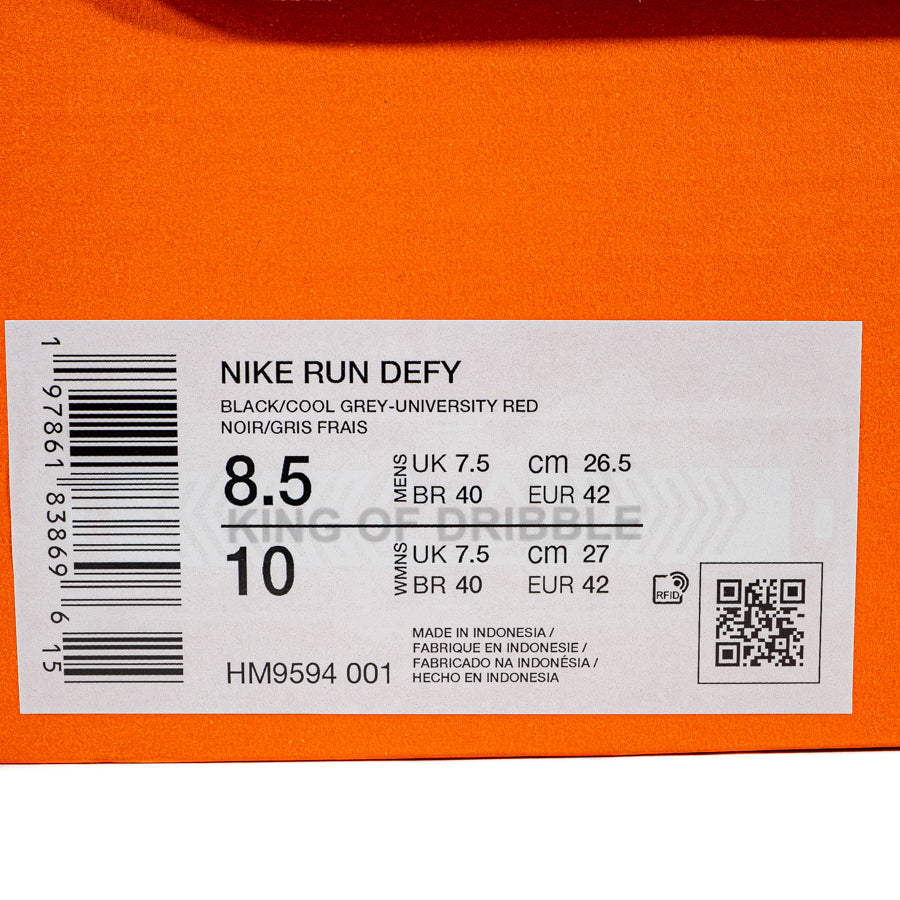 1 97861 83869 6 15
NIKE RUN DEFY
BLACK/COOL GREY-UNIVERSITY RED
NOIR/GRIS FRAIS
8.5 MENS UK 7.5 cm 26.5
BR 40 EUR 42
KING OF DRIBBLE
10 WMNS UK 7.5 cm 27
BR 40 EUR 42
RFID
HM9594 001
MADE IN INDONESIA /
FABRIQUE EN INDONESIE /
FABRICADO NA INDONÉSIA /
HECHO EN INDONESIA